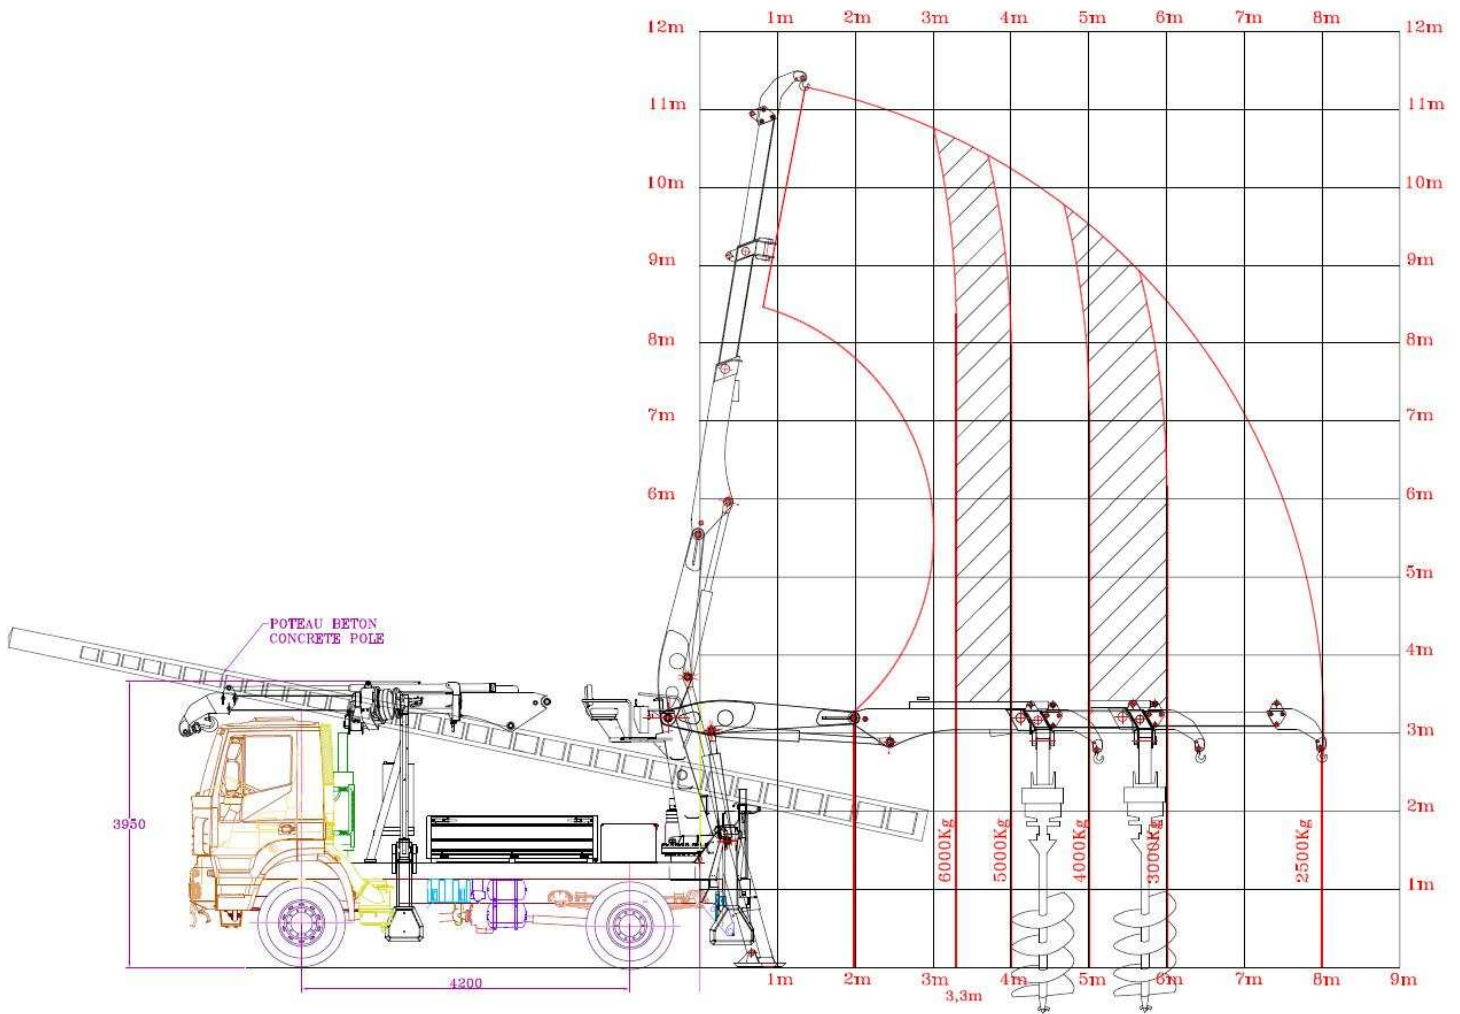 1m 2m 3m 4m 5m 6m 7m 8m
12m 12m
11m 11m
10m 10m
9m 9m
8m 8m
7m 7m
6m 6m
5m
POTEAU BETON
CONCRETE POLE
4m
3m
2m
3950
6000Kg
5000Kg
4000Kg
3000Kg
2500Kg
1m
4200
1m 2m 3m 4m 5m 6m 7m 8m 9m
3,3m